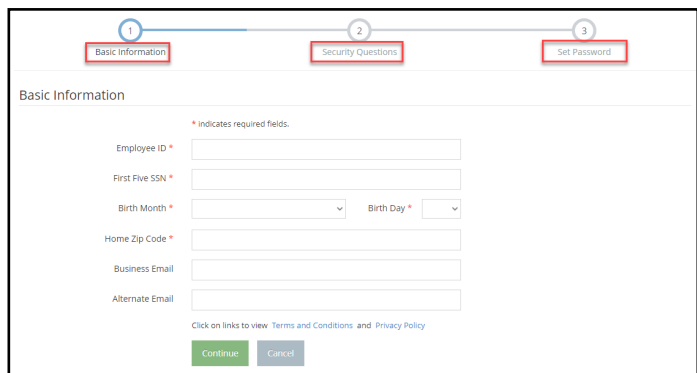 1 2 3
Basic Information Security Questions Set Password
Basic Information
* indicates required fields.
Employee ID *
First Five SSN *
Birth Month * Birth Day *
Home Zip Code *
Business Email
Alternate Email
Click on links to view Terms and Conditions and Privacy Policy
Continue Cancel